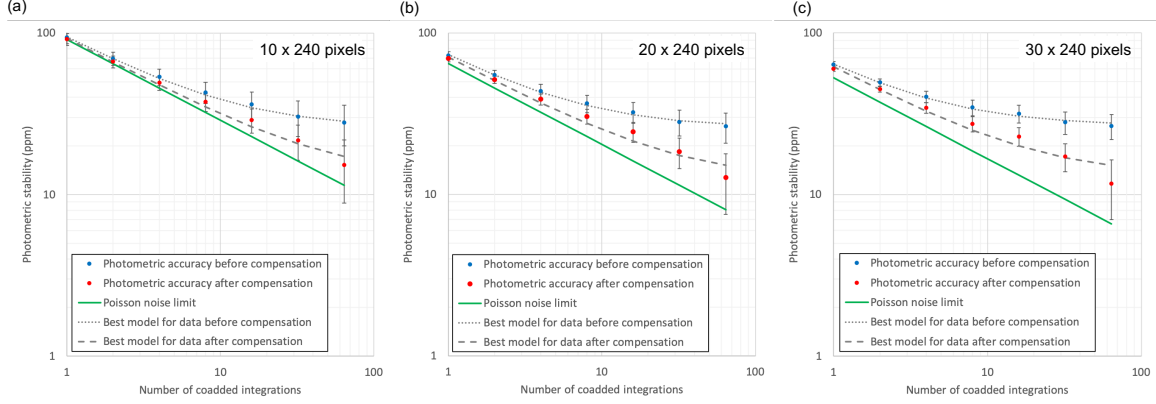 (a)
10 x 240 pixels
100
10
1
Photometric stability (ppm)
Photometric accuracy before compensation
Photometric accuracy after compensation
Poisson noise limit
Best model for data before compensation
Best model for data after compensation
1
10
100
Number of coadded integrations
(b)
20 x 240 pixels
100
10
1
Photometric stability (ppm)
Photometric accuracy before compensation
Photometric accuracy after compensation
Poisson noise limit
Best model for data before compensation
Best model for data after compensation
1
10
100
Number of coadded integrations
(c)
30 x 240 pixels
100
10
1
Photometric stability (ppm)
Photometric accuracy before compensation
Photometric accuracy after compensation
Poisson noise limit
Best model for data before compensation
Best model for data after compensation
1
10
100
Number of coadded integrations